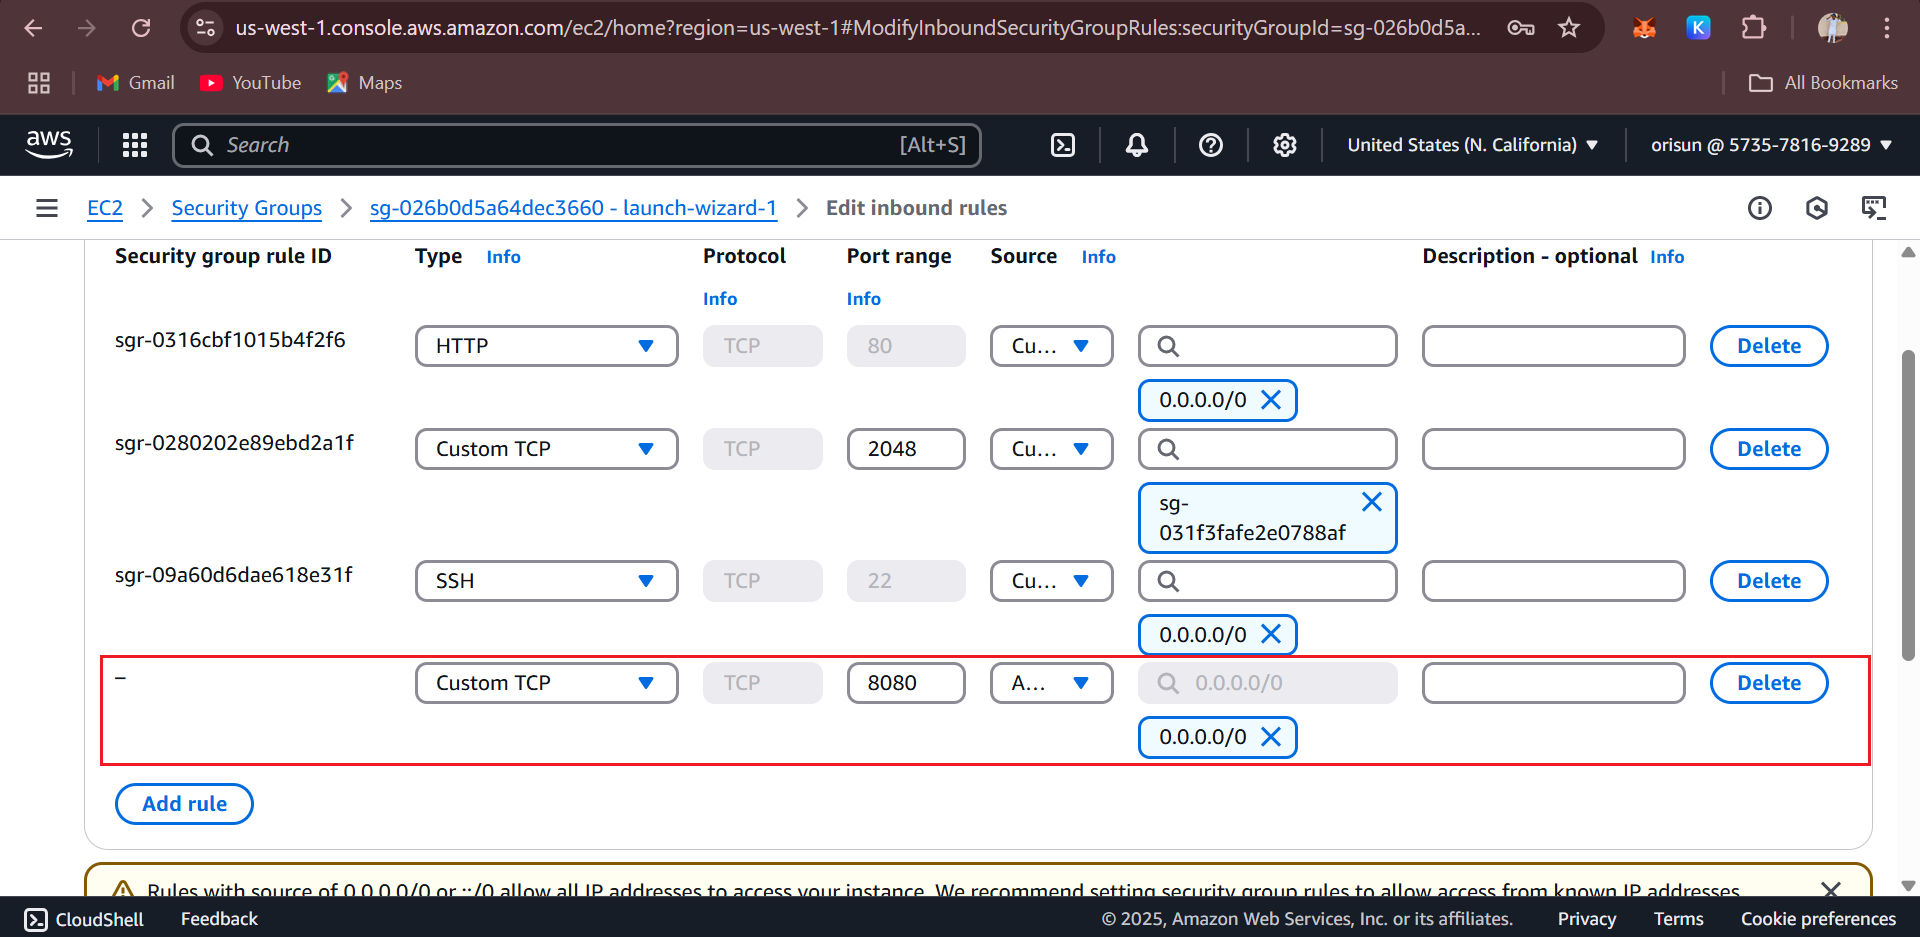 us-west-1.console.aws.amazon.com/ec2/home?region=us-west-1#ModifyInboundSecurityGroupRules:securityGroupId=sg-026b0d5a...
K
Gmail
YouTube
Maps
All Bookmarks
aws
Search
[Alt+S]
United States (N. California)
orisun @ 5735-7816-9289
EC2
Security Groups
sg-026b0d5a64dec3660 - launch-wizard-1
Edit inbound rules
Security group rule ID
Type Info
Protocol
Info
Port range
Info
Source Info
Description - optional Info
sgr-0316cbf1015b4f2f6
HTTP
TCP
80
Cu...
Delete
0.0.0.0/0
sgr-0280202e89ebd2a1f
Custom TCP
TCP
2048
Cu...
Delete
sg-
031f3fafe2e0788af
sgr-09a60d6dae618e31f
SSH
TCP
22
Cu...
Delete
0.0.0.0/0
–
Custom TCP
TCP
8080
A...
0.0.0.0/0
Delete
0.0.0.0/0
Add rule
Rules with source of 0.0.0.0/0 or ::/0 allow all IP addresses to access your instance. We recommend setting security group rules to allow access from known IP addresses
CloudShell
Feedback
© 2025, Amazon Web Services, Inc. or its affiliates.
Privacy
Terms
Cookie preferences